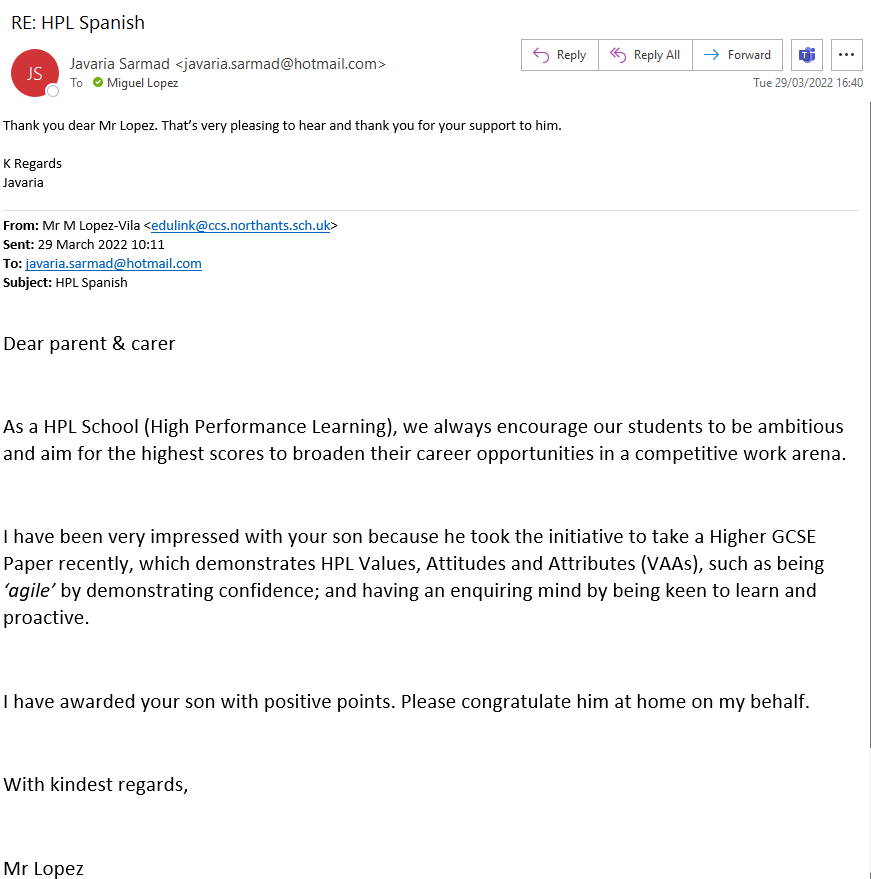 RE: HPL Spanish
JS
Javaria Sarmad <javaria.sarmad@hotmail.com>
To Miguel Lopez
Reply
Reply All
Forward
Tue 29/03/2022 16:40
Thank you dear Mr Lopez. That’s very pleasing to hear and thank you for your support to him.
K Regards
Javaria
From: Mr M Lopez-Vila <edulink@ccs.northants.sch.uk>
Sent: 29 March 2022 10:11
To: javaria.sarmad@hotmail.com
Subject: HPL Spanish
Dear parent & carer
As a HPL School (High Performance Learning), we always encourage our students to be ambitious
and aim for the highest scores to broaden their career opportunities in a competitive work arena.
I have been very impressed with your son because he took the initiative to take a Higher GCSE
Paper recently, which demonstrates HPL Values, Attitudes and Attributes (VAAs), such as being
‘agile’ by demonstrating confidence; and having an enquiring mind by being keen to learn and
proactive.
I have awarded your son with positive points. Please congratulate him at home on my behalf.
With kindest regards,
Mr Lopez